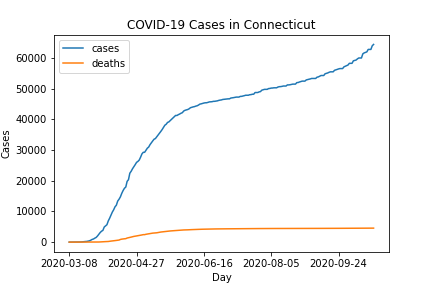 COVID-19 Cases in Connecticut
cases
deaths
60000
50000
40000
30000
20000
10000
0
Cases
2020-03-08 2020-04-27 2020-06-16 2020-08-05 2020-09-24
Day